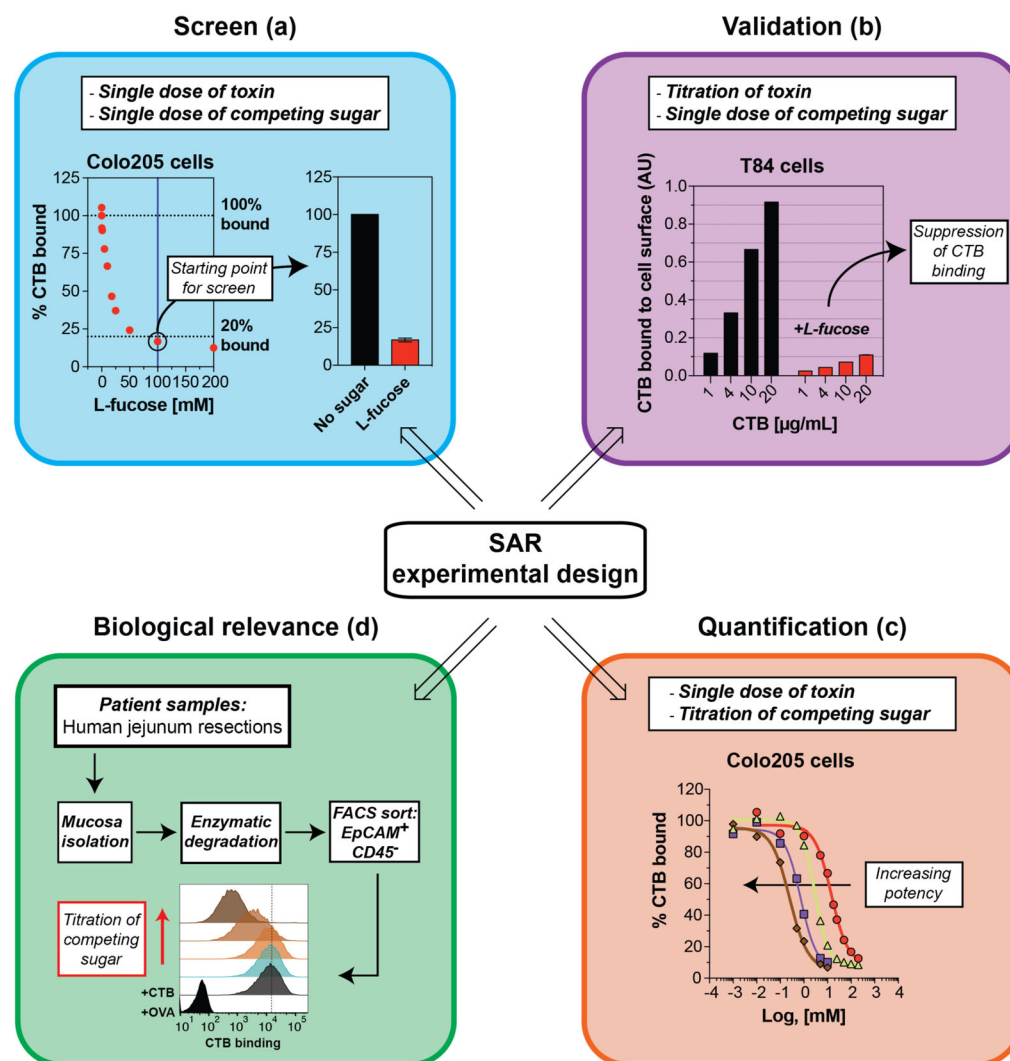 Screen (a)
- Single dose of toxin
- Single dose of competing sugar
Colo205 cells
% CTB bound
125
100
75
50
25
0
100%
bound
20%
bound
Starting point
for screen
0
50
100
150
200
L-fucose [mM]
125
100
75
50
25
0
No sugar
L-fucose
Validation (b)
- Titration of toxin
- Single dose of competing sugar
T84 cells
CTB bound to cell surface (AU)
1.0
0.8
0.6
0.4
0.2
0.0
+L-fucose
1
4
10
20
1
4
10
20
CTB [µg/mL]
Suppression
of CTB
binding
SAR
experimental design
Biological relevance (d)
Patient samples:
Human jejunum resections
Mucosa
isolation
Enzymatic
degradation
FACS sort:
EpCAM+
CD45-
Titration of
competing
sugar
+CTB
+OVA
10¹ 10² 10³ 10⁴ 10⁵
CTB binding
Quantification (c)
- Single dose of toxin
- Titration of competing sugar
Colo205 cells
% CTB bound
120
100
80
60
40
20
0
Increasing
potency
-4 -3 -2 -1 0 1 2 3 4
Log, [mM]